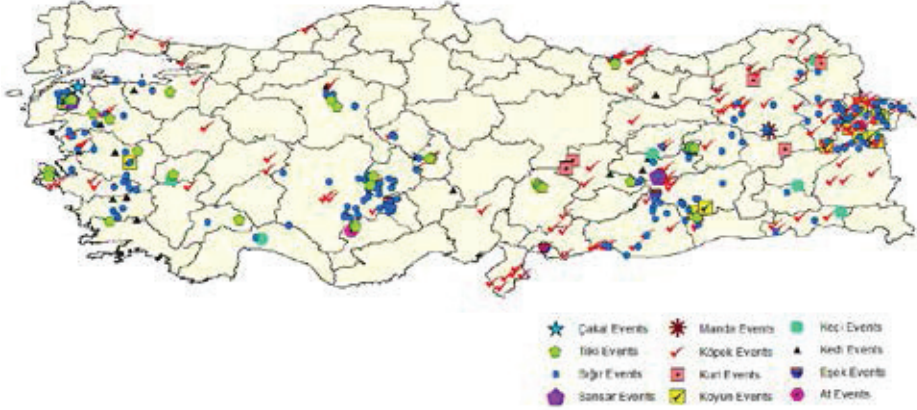 Çakal Events
Manda Events
Keçi Events
Tilki Events
Köpek Events
Kedi Events
Sığır Events
Kurt Events
Eşek Events
Sansar Events
Koyun Events
At Events